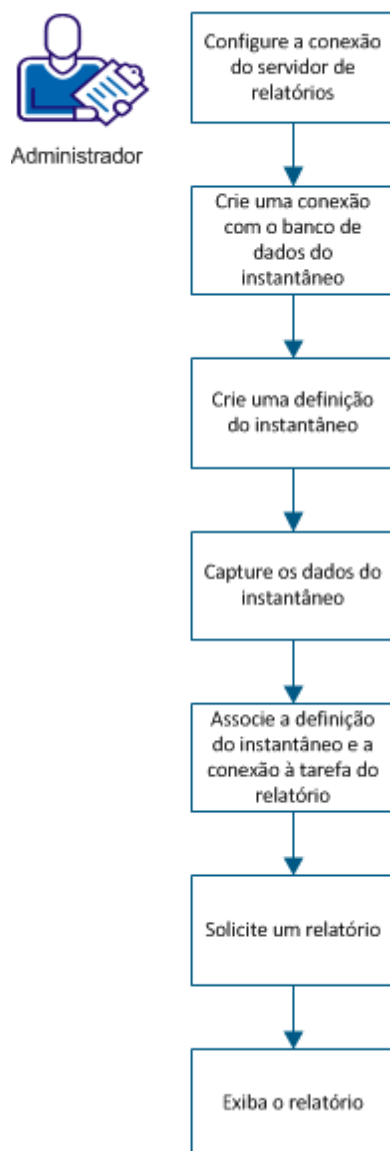 Administrador
Configure a conexão
do servidor de
relatórios
Crie uma conexão
com o banco de
dados do
instantâneo
Crie uma definição
do instantâneo
Capture os dados do
instantâneo
Associe a definição
do instantâneo e a
conexão à tarefa do
relatório
Solicite um relatório
Exiba o relatório